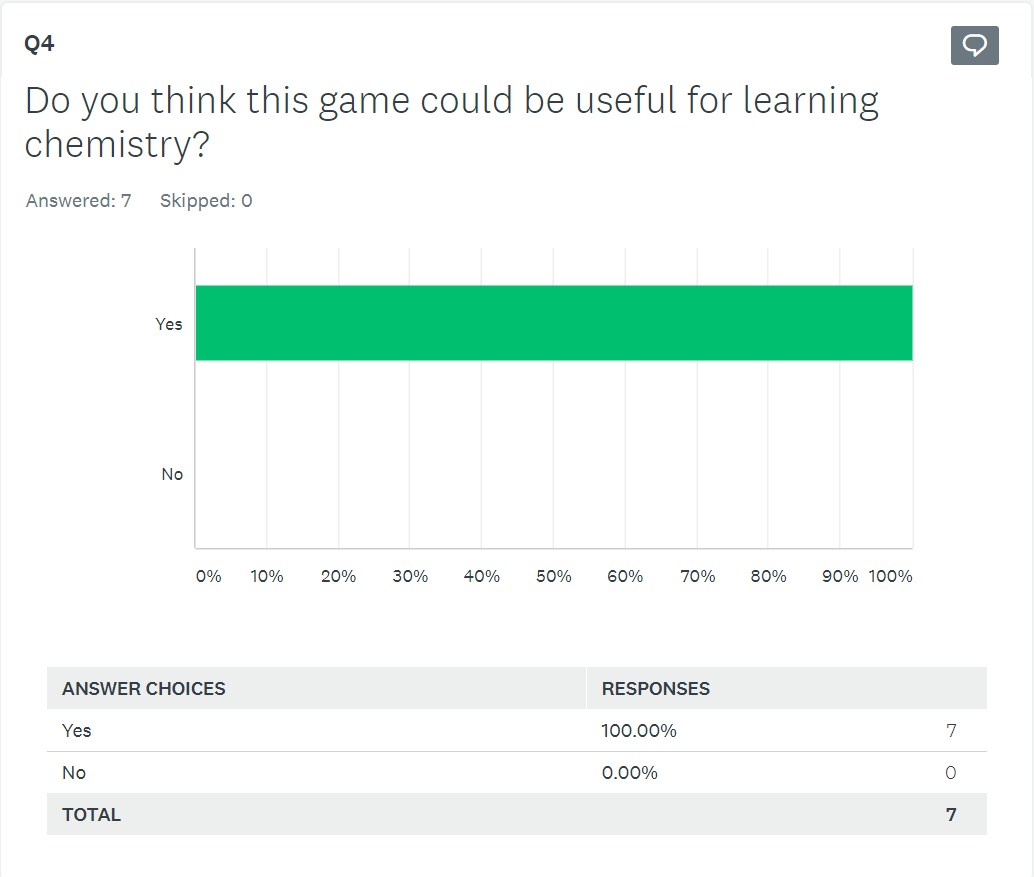 Q4
Do you think this game could be useful for learning
chemistry?
Answered: 7 Skipped: 0
Yes
No
0% 10% 20% 30% 40% 50% 60% 70% 80% 90% 100%
ANSWER CHOICES RESPONSES
Yes 100.00% 7
No 0.00% 0
TOTAL 7